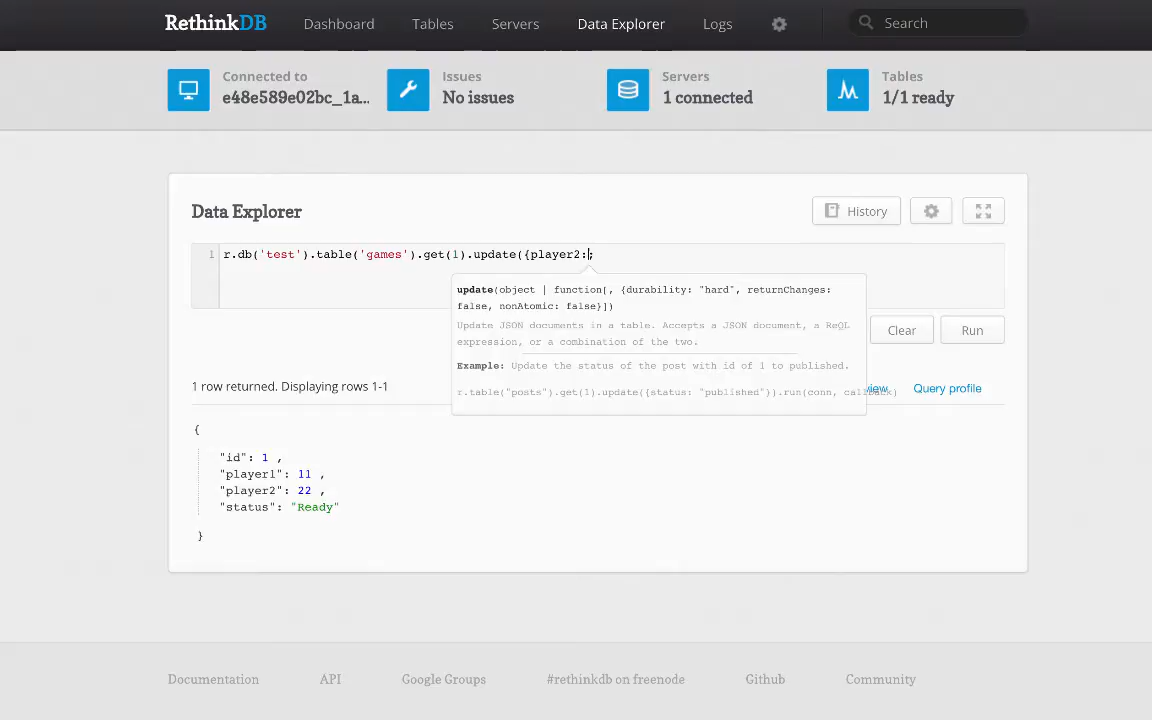 RethinkDB Dashboard Tables Servers Data Explorer Logs Search
Connected to
e48e589e02bc_1a...
Issues
No issues
Servers
1 connected
Tables
1/1 ready
Data Explorer
History
1 r.db('test').table('games').get(1).update({player2:;
update(object | function[, {durability: "hard", returnChanges:
false, nonAtomic: false}])
Update JSON documents in a table. Accepts a JSON document, a ReQL
expression, or a combination of the two.
Example: Update the status of the post with id of 1 to published.
r.table("posts").get(1).update({status: "published"}).run(conn, callback)
Clear Run
1 row returned. Displaying rows 1-1
Query profile
{
"id": 1 ,
"player1": 11 ,
"player2": 22 ,
"status": "Ready"
}
Documentation API Google Groups #rethinkdb on freenode Github Community